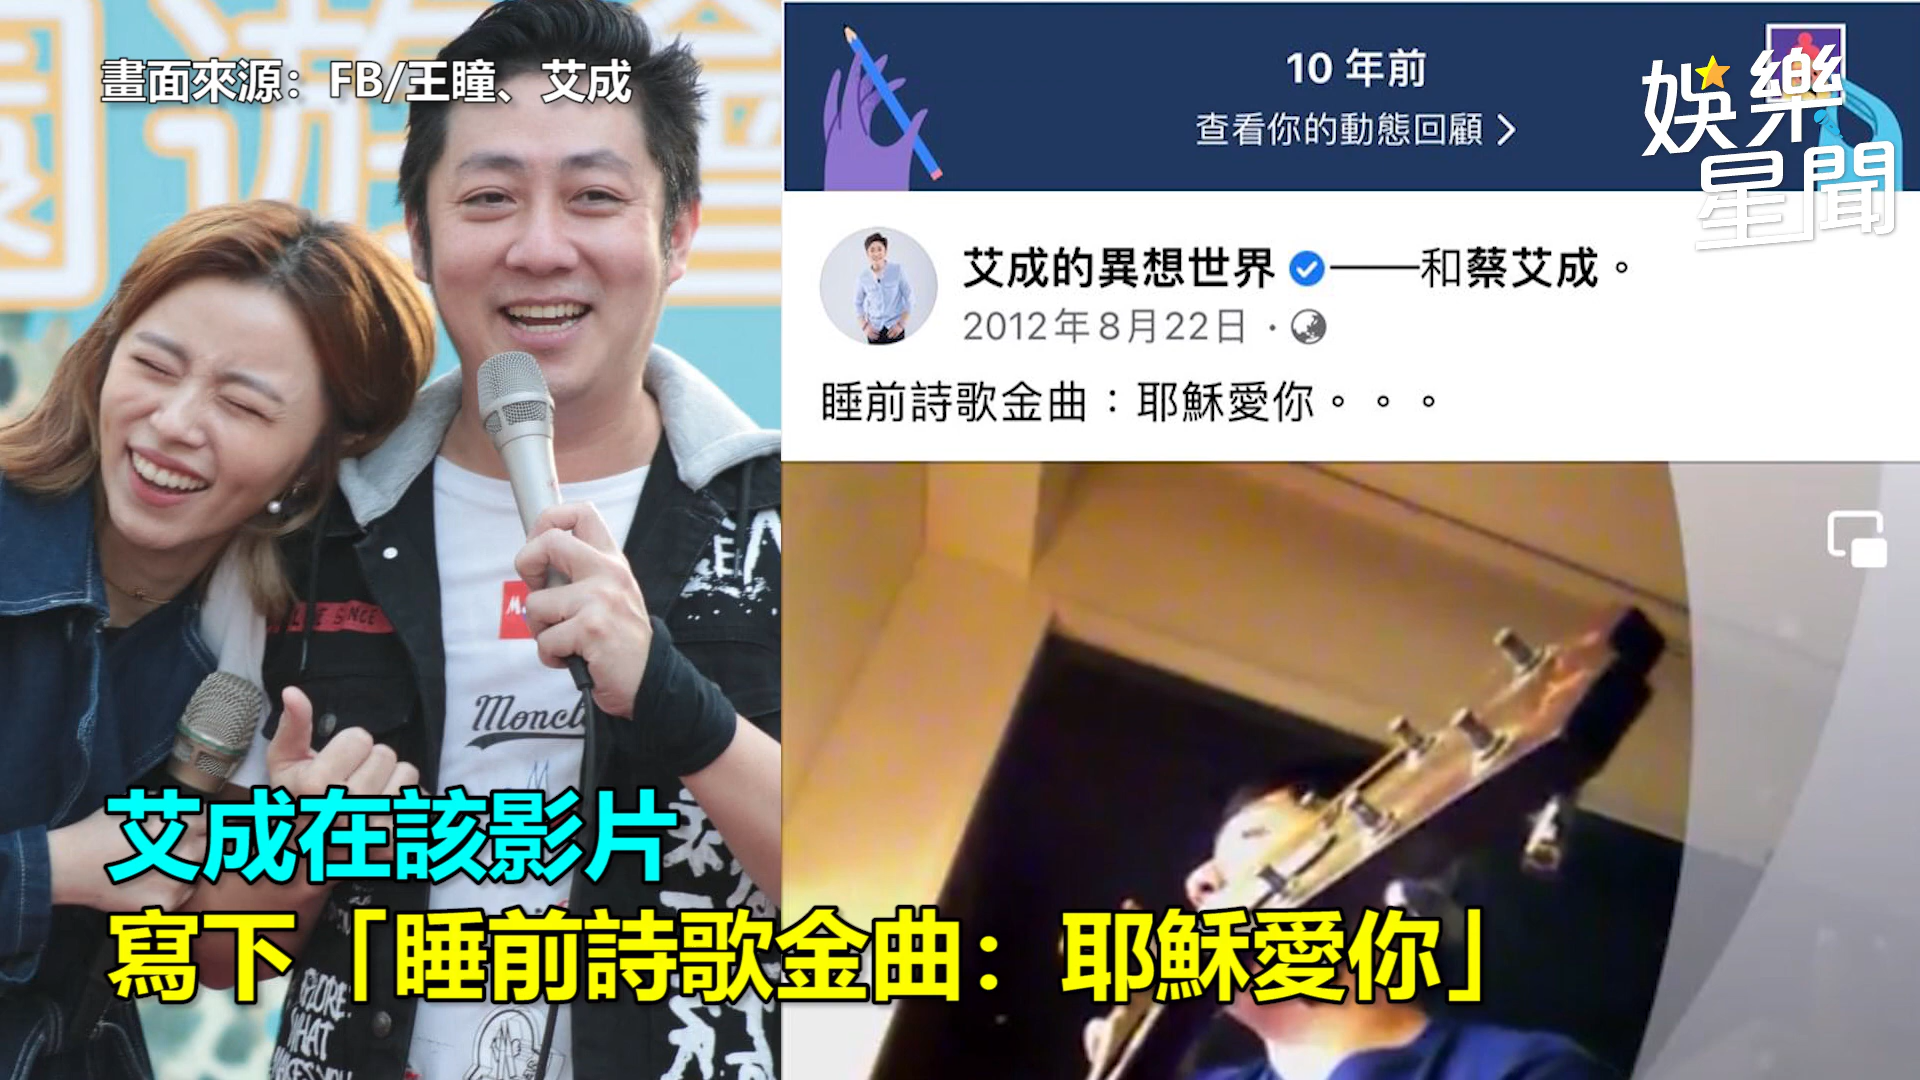 畫面來源：FB/王瞳、艾成
10 年前
查看你的動態回顧
娛樂
星聞
艾成的異想世界 ——和蔡艾成。
2012年8月22日
睡前詩歌金曲：耶穌愛你。。。
遊
艾成在該影片
寫下「睡前詩歌金曲：耶穌愛你」
WHAT